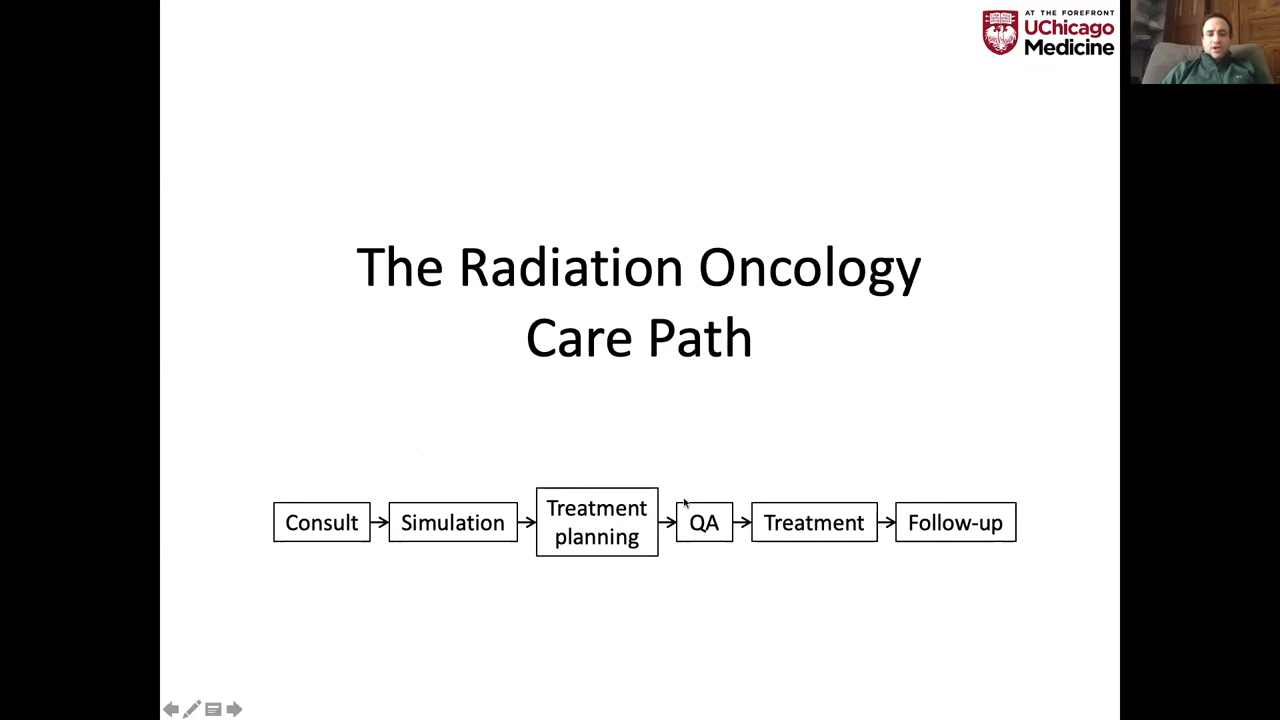 AT THE FOREFRONT
UChicago
Medicine
The Radiation Oncology
Care Path
Consult
Simulation
Treatment
planning
QA
Treatment
Follow-up